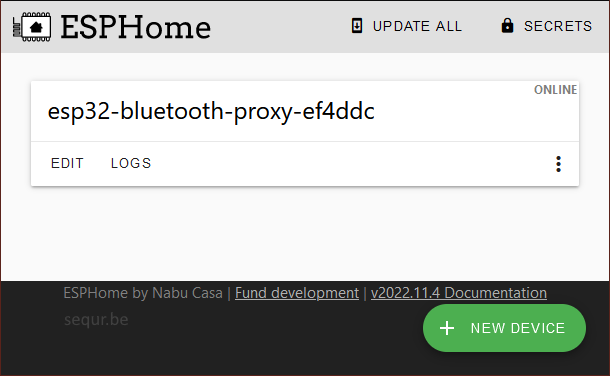 ESPHome
UPDATE ALL
SECRETS
ONLINE
esp32-bluetooth-proxy-ef4ddc
EDIT
LOGS
ESPHome by Nabu Casa | Fund development | v2022.11.4 Documentation
sequr.be
NEW DEVICE